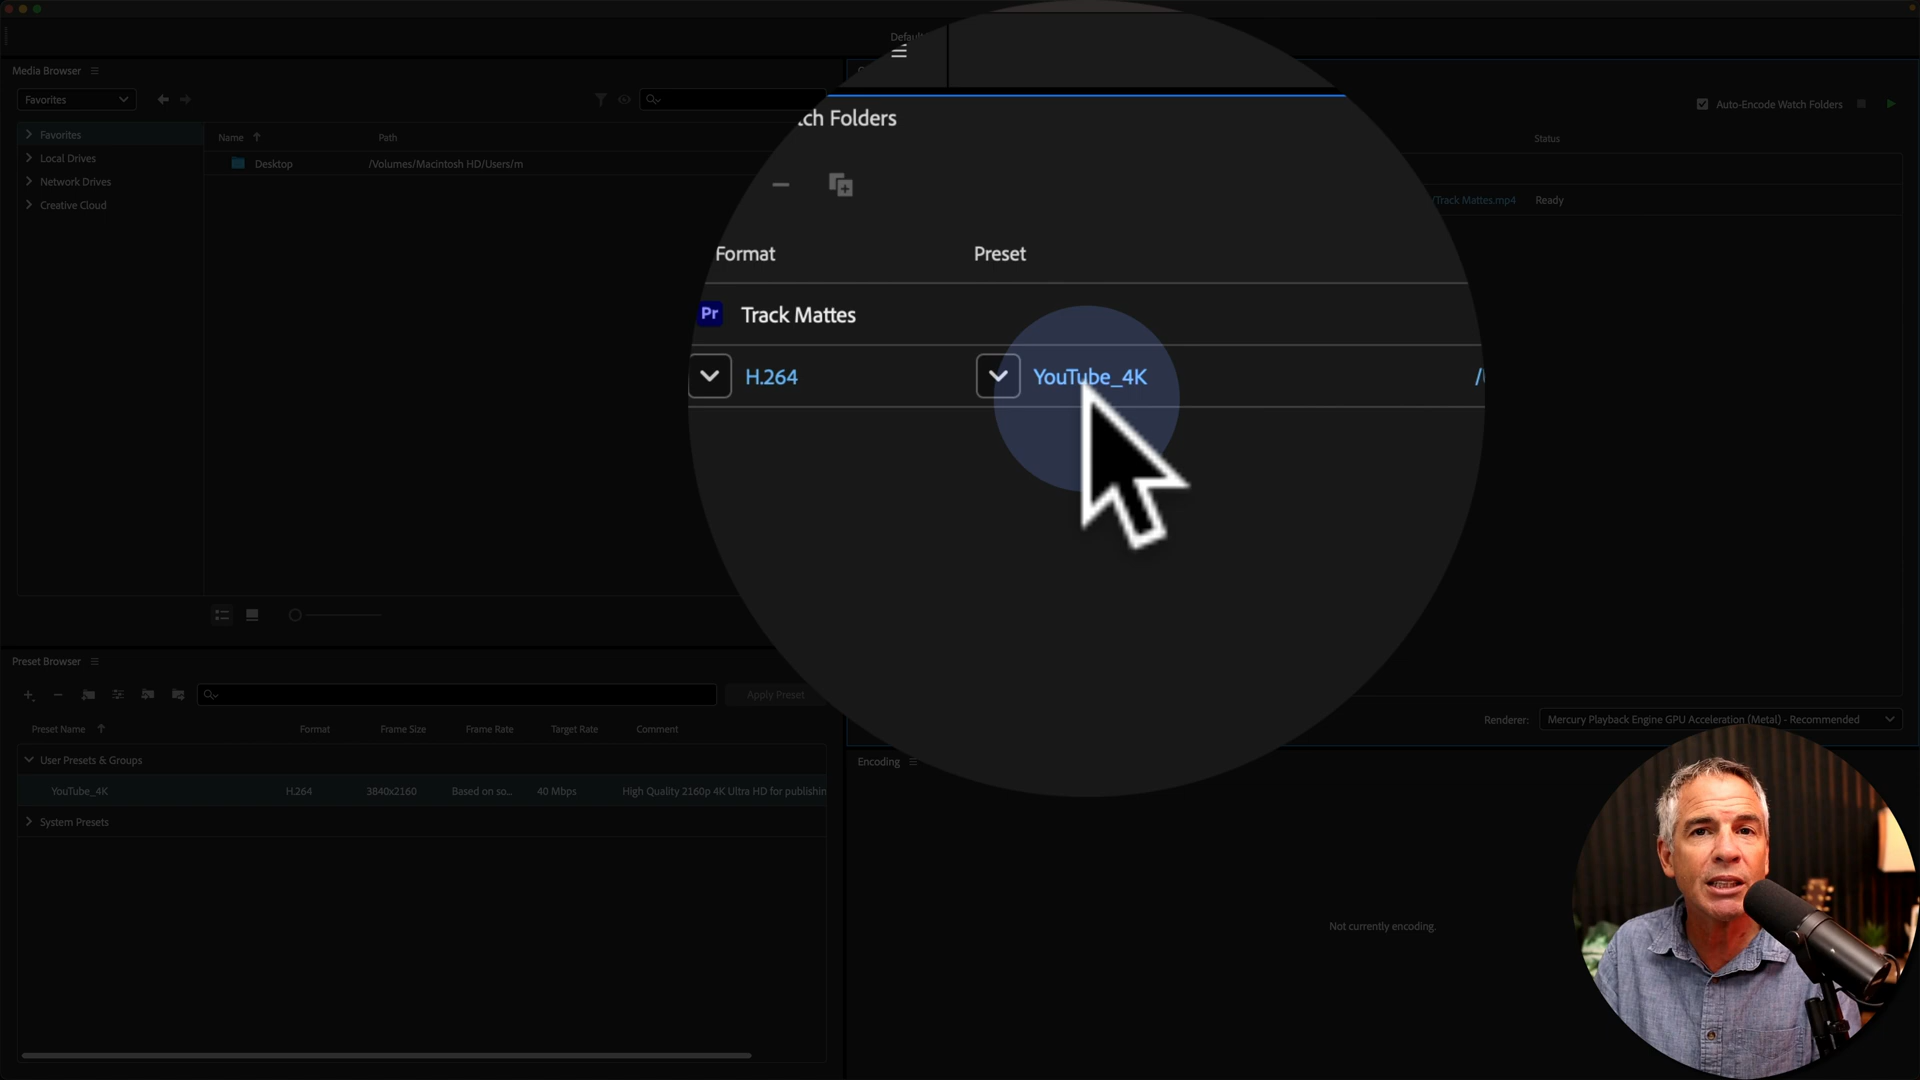 Default
Media Browser
Favorites
Favorites
Local Drives
Network Drives
Creative Cloud
Name
Path
Desktop
/Volumes/Macintosh HD/Users/m
tch Folders
Format
Preset
Pr
Track Mattes
H.264
YouTube_4K
Auto-Encode Watch Folders
Status
/Track Mattes.mp4
Ready
Renderer:
Mercury Playback Engine GPU Acceleration (Metal) - Recommended
Preset Browser
Apply Preset
Preset Name
Format
Frame Size
Frame Rate
Target Rate
Comment
User Presets & Groups
YouTube_4K
H.264
3840x2160
Based on so...
40 Mbps
High Quality 2160p 4K Ultra HD for publishin
System Presets
Encoding
Not currently encoding.